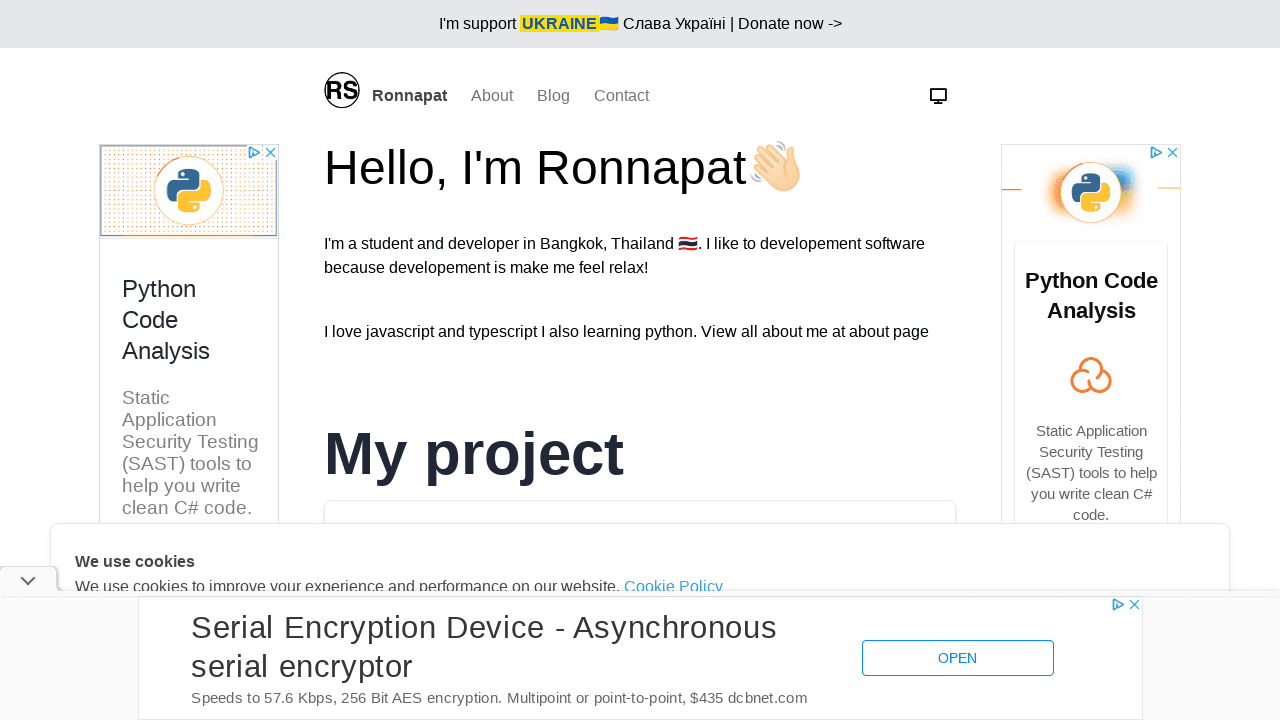 I'm support UKRAINE🇺🇦 Слава Україні | Donate now ->
RS
Ronnapat About Blog Contact
Hello, I'm Ronnapat👋🏻
I'm a student and developer in Bangkok, Thailand 🇹🇭. I like to developement software
because developement is make me feel relax!
I love javascript and typescript I also learning python. View all about me at about page
My project
Python
Code
Analysis
Static
Application
Security Testing
(SAST) tools to
help you write
clean C# code.
Python Code
Analysis
Static Application
Security Testing
(SAST) tools to help
you write clean C#
code.
We use cookies
We use cookies to improve your experience and performance on our website. Cookie Policy
Serial Encryption Device - Asynchronous
serial encryptor
Speeds to 57.6 Kbps, 256 Bit AES encryption. Multipoint or point-to-point, $435 dcbnet.com
OPEN